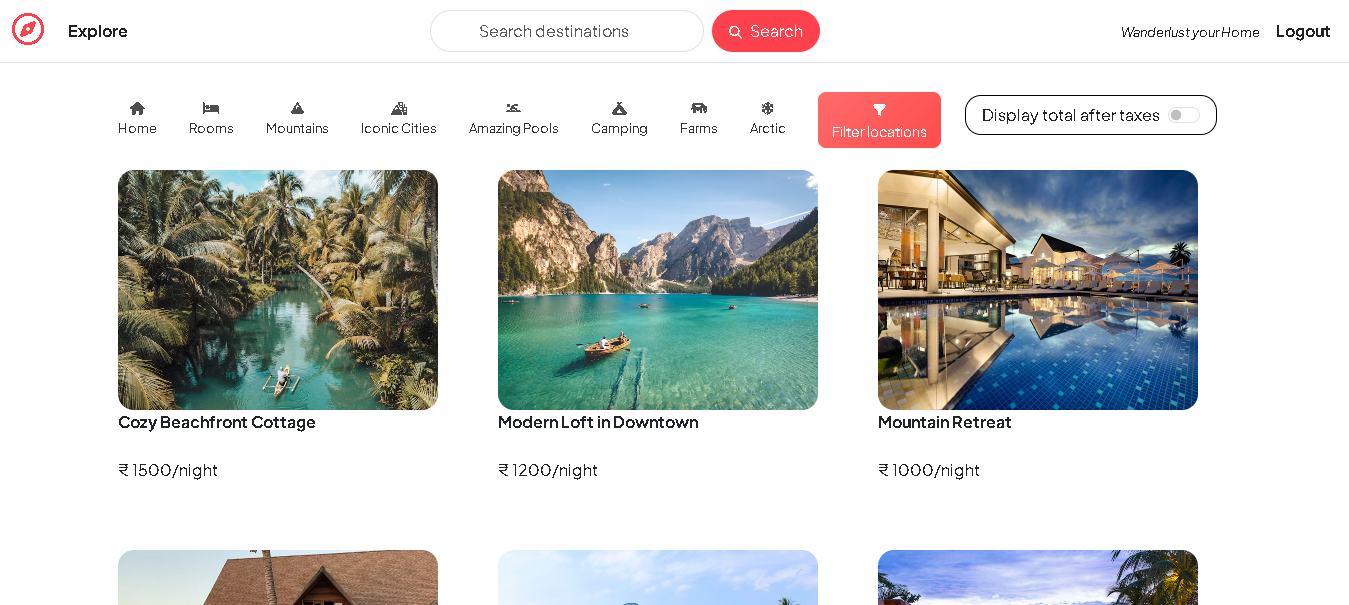 Explore
Search destinations
Search
Wanderlust your Home
Logout
Home
Rooms
Mountains
Iconic Cities
Amazing Pools
Camping
Farms
Arctic
Filter locations
Display total after taxes
Cozy Beachfront Cottage
Modern Loft in Downtown
Mountain Retreat
₹ 1500/night
₹ 1200/night
₹ 1000/night